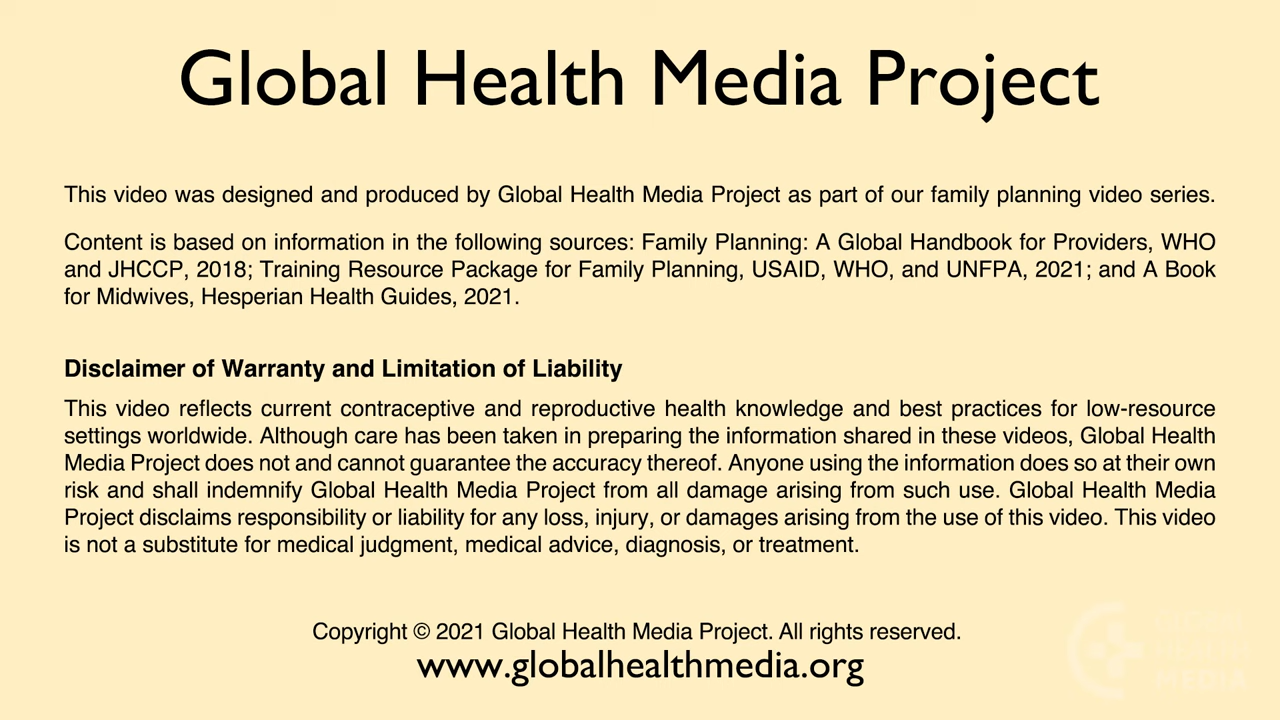 Global Health Media Project
This video was designed and produced by Global Health Media Project as part of our family planning video series.
Content is based on information in the following sources: Family Planning: A Global Handbook for Providers, WHO
and JHCCP, 2018; Training Resource Package for Family Planning, USAID, WHO, and UNFPA, 2021; and A Book
for Midwives, Hesperian Health Guides, 2021.
Disclaimer of Warranty and Limitation of Liability
This video reflects current contraceptive and reproductive health knowledge and best practices for low-resource
settings worldwide. Although care has been taken in preparing the information shared in these videos, Global Health
Media Project does not and cannot guarantee the accuracy thereof. Anyone using the information does so at their own
risk and shall indemnify Global Health Media Project from all damage arising from such use. Global Health Media
Project disclaims responsibility or liability for any loss, injury, or damages arising from the use of this video. This video
is not a substitute for medical judgment, medical advice, diagnosis, or treatment.
Copyright © 2021 Global Health Media Project. All rights reserved.
www.globalhealthmedia.org
GLOBAL
HEALTH
MEDIA